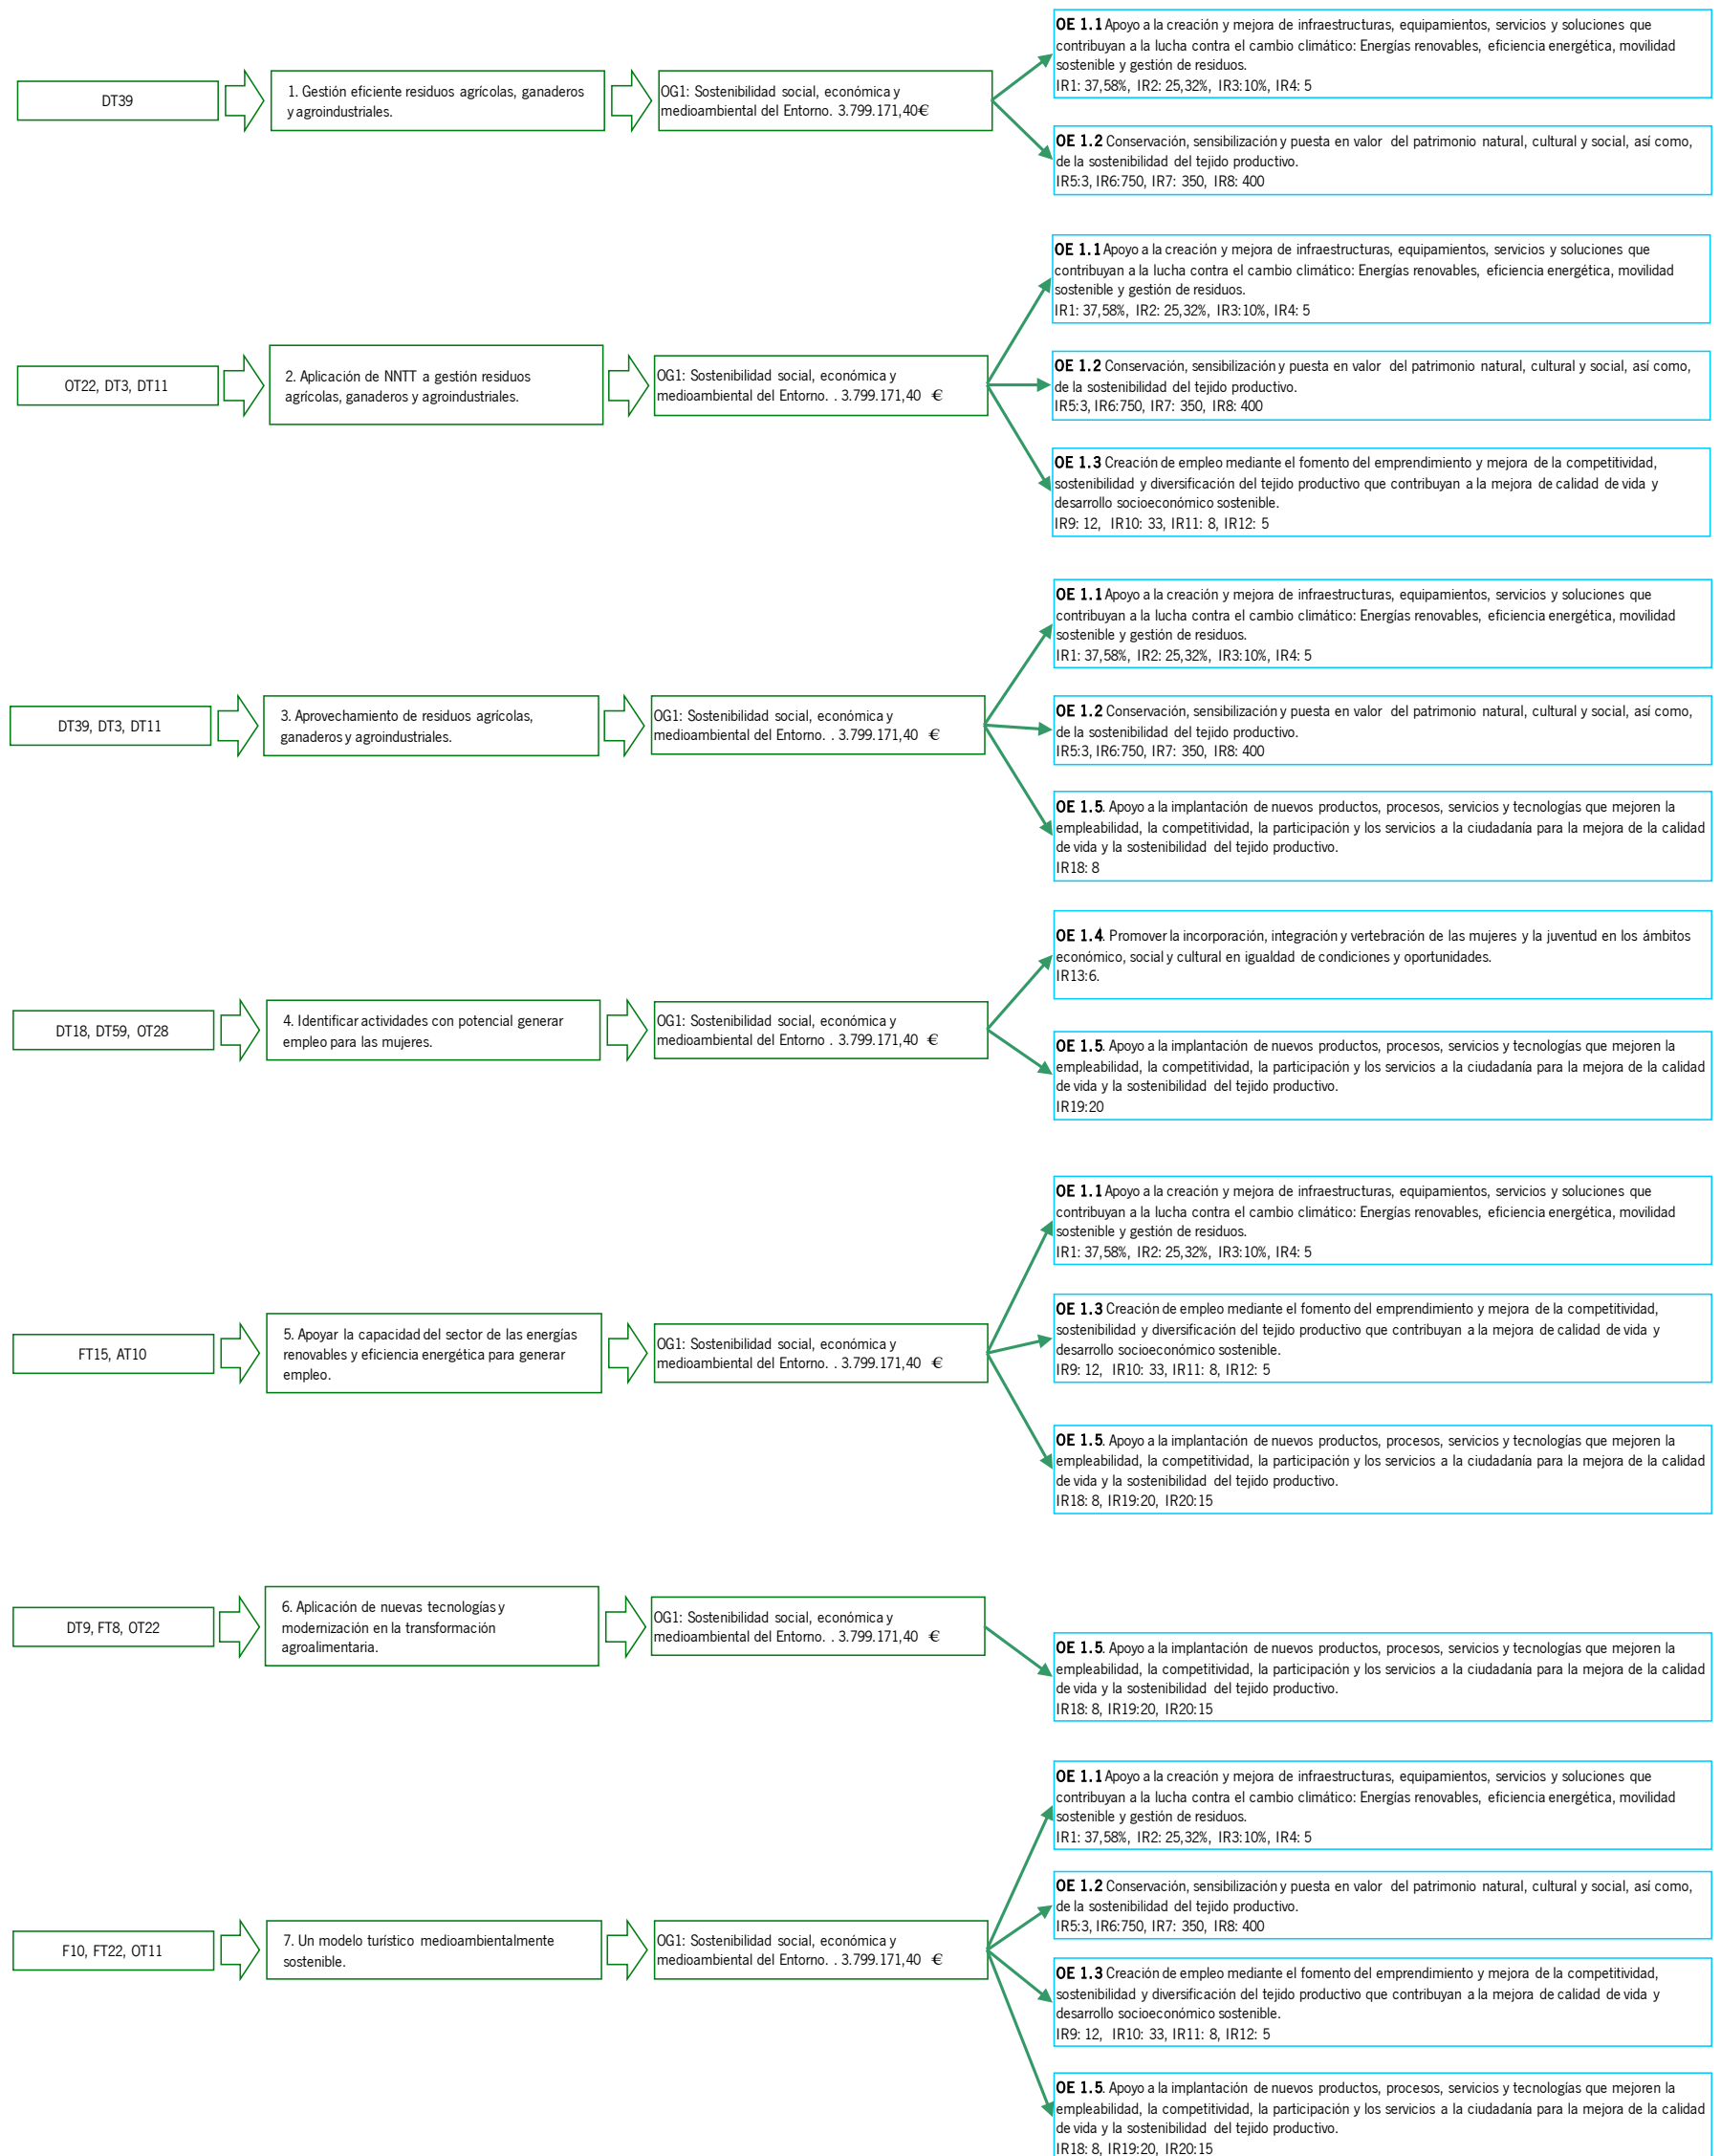 DT39
1. Gestión eficiente residuos agrícolas, ganaderos
y agroindustriales.
OG1: Sostenibilidad social, económica y
medioambiental del Entorno. 3.799.171,40€
OE 1.1 Apoyo a la creación y mejora de infraestructuras, equipamientos, servicios y soluciones que
contribuyan a la lucha contra el cambio climático: Energías renovables, eficiencia energética, movilidad
sostenible y gestión de residuos.
IR1: 37,58%, IR2: 25,32%, IR3:10%, IR4: 5
OE 1.2 Conservación, sensibilización y puesta en valor del patrimonio natural, cultural y social, así como,
de la sostenibilidad del tejido productivo.
IR5:3, IR6:750, IR7: 350, IR8: 400
OT22, DT3, DT11
2. Aplicación de NNTT a gestión residuos
agrícolas, ganaderos y agroindustriales.
OG1: Sostenibilidad social, económica y
medioambiental del Entorno. . 3.799.171,40 €
OE 1.1 Apoyo a la creación y mejora de infraestructuras, equipamientos, servicios y soluciones que
contribuyan a la lucha contra el cambio climático: Energías renovables, eficiencia energética, movilidad
sostenible y gestión de residuos.
IR1: 37,58%, IR2: 25,32%, IR3:10%, IR4: 5
OE 1.2 Conservación, sensibilización y puesta en valor del patrimonio natural, cultural y social, así como,
de la sostenibilidad del tejido productivo.
IR5:3, IR6:750, IR7: 350, IR8: 400
OE 1.3 Creación de empleo mediante el fomento del emprendimiento y mejora de la competitividad,
sostenibilidad y diversificación del tejido productivo que contribuyan a la mejora de calidad de vida y
desarrollo socioeconómico sostenible.
IR9: 12, IR10: 33, IR11: 8, IR12: 5
DT39, DT3, DT11
3. Aprovechamiento de residuos agrícolas,
ganaderos y agroindustriales.
OG1: Sostenibilidad social, económica y
medioambiental del Entorno. . 3.799.171,40 €
OE 1.1 Apoyo a la creación y mejora de infraestructuras, equipamientos, servicios y soluciones que
contribuyan a la lucha contra el cambio climático: Energías renovables, eficiencia energética, movilidad
sostenible y gestión de residuos.
IR1: 37,58%, IR2: 25,32%, IR3:10%, IR4: 5
OE 1.2 Conservación, sensibilización y puesta en valor del patrimonio natural, cultural y social, así como,
de la sostenibilidad del tejido productivo.
IR5:3, IR6:750, IR7: 350, IR8: 400
OE 1.5. Apoyo a la implantación de nuevos productos, procesos, servicios y tecnologías que mejoren la
empleabilidad, la competitividad, la participación y los servicios a la ciudadanía para la mejora de la calidad
de vida y la sostenibilidad del tejido productivo.
IR18: 8
DT18, DT59, OT28
4. Identificar actividades con potencial generar
empleo para las mujeres.
OG1: Sostenibilidad social, económica y
medioambiental del Entorno . 3.799.171,40 €
OE 1.4. Promover la incorporación, integración y vertebración de las mujeres y la juventud en los ámbitos
económico, social y cultural en igualdad de condiciones y oportunidades.
IR13:6.
OE 1.5. Apoyo a la implantación de nuevos productos, procesos, servicios y tecnologías que mejoren la
empleabilidad, la competitividad, la participación y los servicios a la ciudadanía para la mejora de la calidad
de vida y la sostenibilidad del tejido productivo.
IR19:20
FT15, AT10
5. Apoyar la capacidad del sector de las energías
renovables y eficiencia energética para generar
empleo.
OG1: Sostenibilidad social, económica y
medioambiental del Entorno. . 3.799.171,40 €
OE 1.1 Apoyo a la creación y mejora de infraestructuras, equipamientos, servicios y soluciones que
contribuyan a la lucha contra el cambio climático: Energías renovables, eficiencia energética, movilidad
sostenible y gestión de residuos.
IR1: 37,58%, IR2: 25,32%, IR3:10%, IR4: 5
OE 1.3 Creación de empleo mediante el fomento del emprendimiento y mejora de la competitividad,
sostenibilidad y diversificación del tejido productivo que contribuyan a la mejora de calidad de vida y
desarrollo socioeconómico sostenible.
IR9: 12, IR10: 33, IR11: 8, IR12: 5
OE 1.5. Apoyo a la implantación de nuevos productos, procesos, servicios y tecnologías que mejoren la
empleabilidad, la competitividad, la participación y los servicios a la ciudadanía para la mejora de la calidad
de vida y la sostenibilidad del tejido productivo.
IR18: 8, IR19:20, IR20:15
DT9, FT8, OT22
6. Aplicación de nuevas tecnologías y
modernización en la transformación
agroalimentaria.
OG1: Sostenibilidad social, económica y
medioambiental del Entorno. . 3.799.171,40 €
OE 1.5. Apoyo a la implantación de nuevos productos, procesos, servicios y tecnologías que mejoren la
empleabilidad, la competitividad, la participación y los servicios a la ciudadanía para la mejora de la calidad
de vida y la sostenibilidad del tejido productivo.
IR18: 8, IR19:20, IR20:15
F10, FT22, OT11
7. Un modelo turístico medioambientalmente
sostenible.
OG1: Sostenibilidad social, económica y
medioambiental del Entorno. . 3.799.171,40 €
OE 1.1 Apoyo a la creación y mejora de infraestructuras, equipamientos, servicios y soluciones que
contribuyan a la lucha contra el cambio climático: Energías renovables, eficiencia energética, movilidad
sostenible y gestión de residuos.
IR1: 37,58%, IR2: 25,32%, IR3:10%, IR4: 5
OE 1.2 Conservación, sensibilización y puesta en valor del patrimonio natural, cultural y social, así como,
de la sostenibilidad del tejido productivo.
IR5:3, IR6:750, IR7: 350, IR8: 400
OE 1.3 Creación de empleo mediante el fomento del emprendimiento y mejora de la competitividad,
sostenibilidad y diversificación del tejido productivo que contribuyan a la mejora de calidad de vida y
desarrollo socioeconómico sostenible.
IR9: 12, IR10: 33, IR11: 8, IR12: 5
OE 1.5. Apoyo a la implantación de nuevos productos, procesos, servicios y tecnologías que mejoren la
empleabilidad, la competitividad, la participación y los servicios a la ciudadanía para la mejora de la calidad
de vida y la sostenibilidad del tejido productivo.
IR18: 8, IR19:20, IR20:15